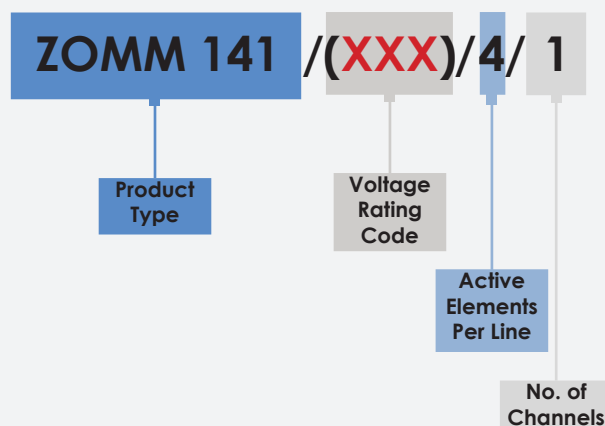 ZOMM 141 /(XXX)/4/ 1
Product
Type
Voltage
Rating
Code
Active
Elements
Per Line
No. of
Channels